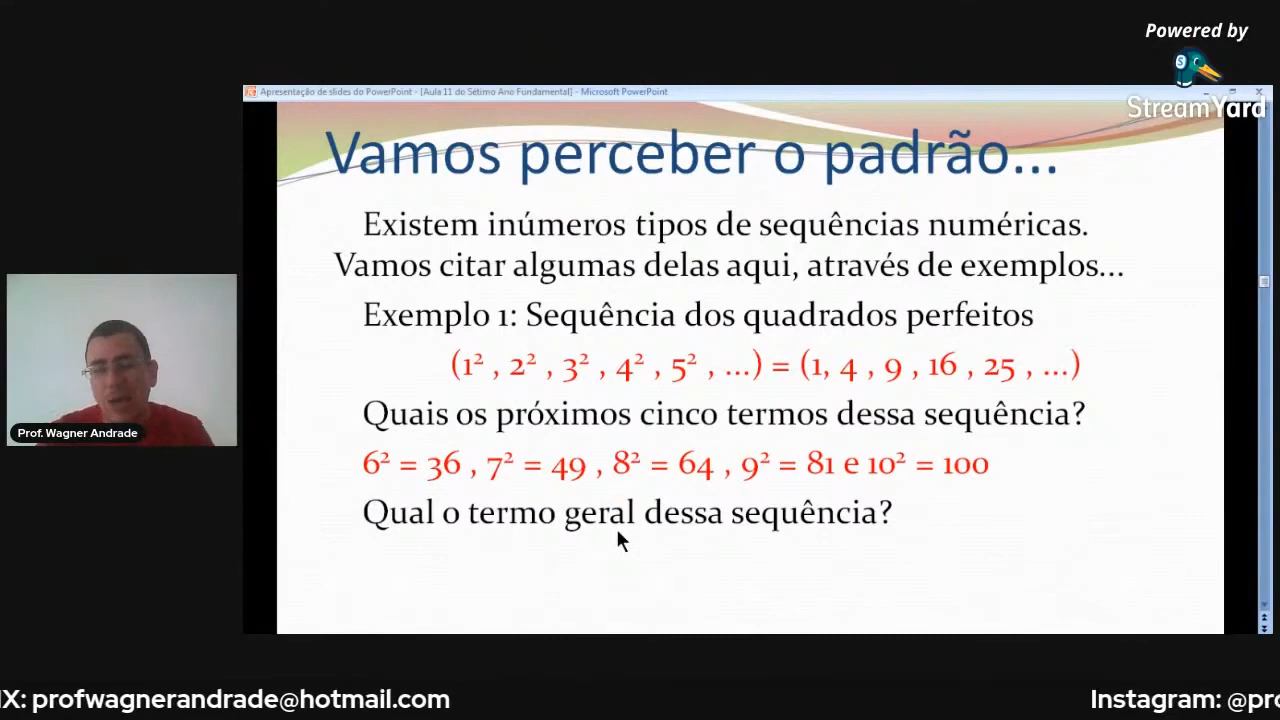 Powered by
StreamYard
Apresentação de slides do PowerPoint - [Aula 11 do Sétimo Ano Fundamental] - Microsoft PowerPoint
Vamos perceber o padrão...
Existem inúmeros tipos de sequências numéricas.
Vamos citar algumas delas aqui, através de exemplos...
Exemplo 1: Sequência dos quadrados perfeitos
(1² , 2² , 3² , 4² , 5² , ...) = (1, 4 , 9 , 16 , 25 , ...)
Quais os próximos cinco termos dessa sequência?
6² = 36 , 7² = 49 , 8² = 64 , 9² = 81 e 10² = 100
Qual o termo geral dessa sequência?
Prof. Wagner Andrade
IX: profwagnerandrade@hotmail.com
Instagram: @pro